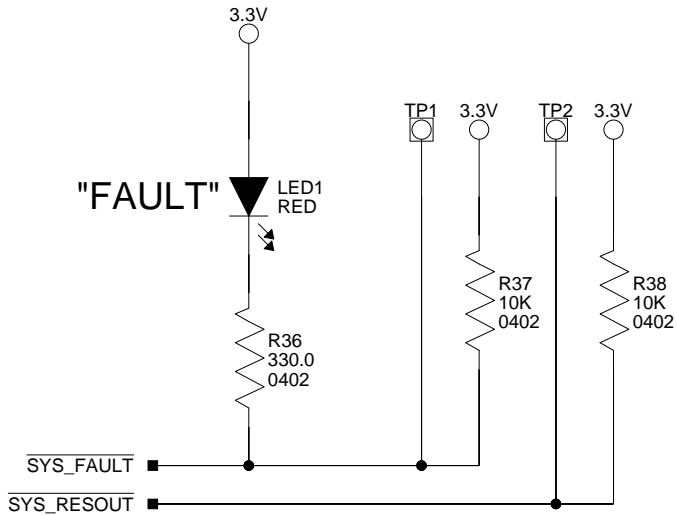 3.3V
TP1
3.3V
TP2
3.3V
"FAULT"
LED1
RED
R37
10K
0402
R38
10K
0402
R36
330.0
0402
SYS_FAULT
SYS_RESOUT